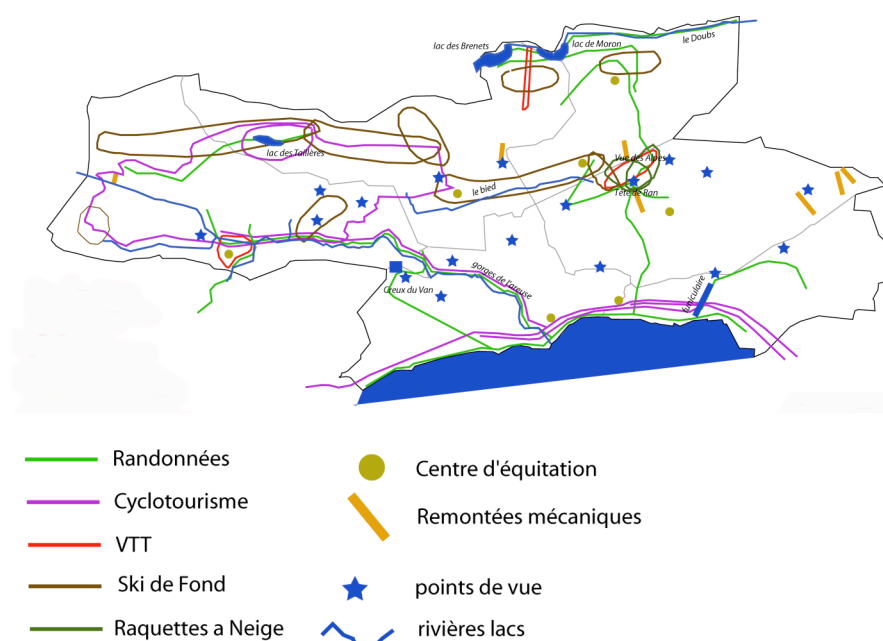 lac des Brenets
lac de Moron
le Doubs
lac des Taillères
Vue des Alpes
le bied
Tête de Ran
gorges de l'areuse
Creux du Van
funiculaire
Randonnées
Centre d'équitation
Cyclotourisme
Remontées mécaniques
VTT
Ski de Fond
points de vue
Raquettes a Neige
rivières lacs